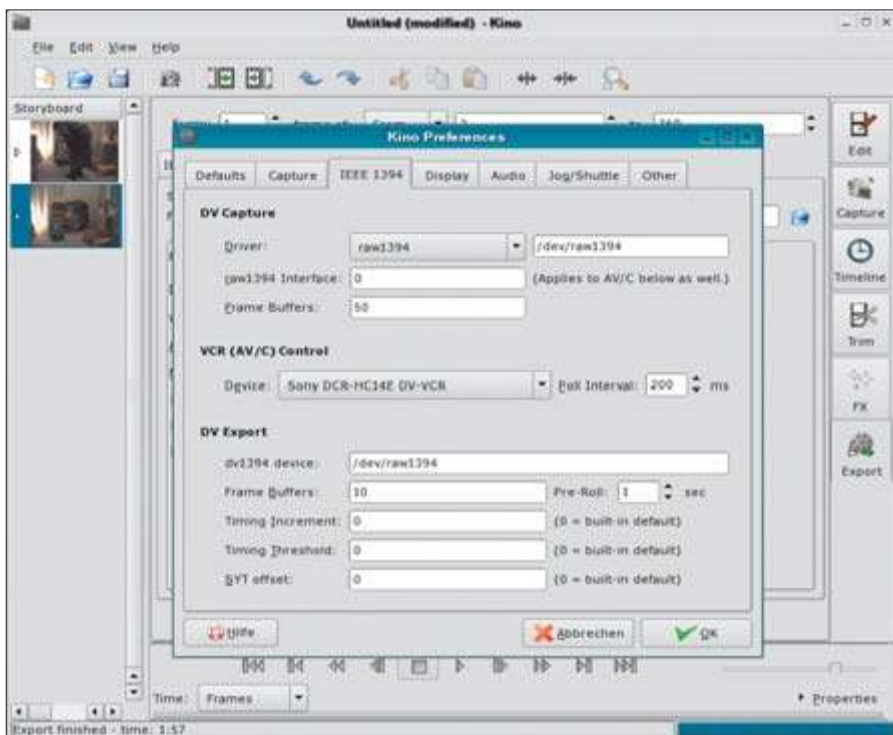 Untitled (modified) - Kino
File Edit View Help
Storyboard
Kino Preferences
Defaults Capture IEEE 1394 Display Audio Jog/Shuttle Other
DV Capture
Driver: raw1394 /dev/raw1394
raw1394 Interface: 0 (Applies to AV/C below as well.)
Frame Buffers: 50
VCR (AV/C) Control
Device: Sony DCR-HC14E DV-VCR Poll Interval: 200 ms
DV Export
dv1394 device: /dev/raw1394
Frame Buffers: 10 Pre-Roll: 1 sec
Timing Increment: 0 (0 = built-in default)
Timing Threshold: 0 (0 = built-in default)
SYT offset: 0 (0 = built-in default)
Hilfe Abbrechen OK
Edit
Capture
Timeline
Trim
FX
Export
Time: Frames Properties
Export finished - time: 1:57